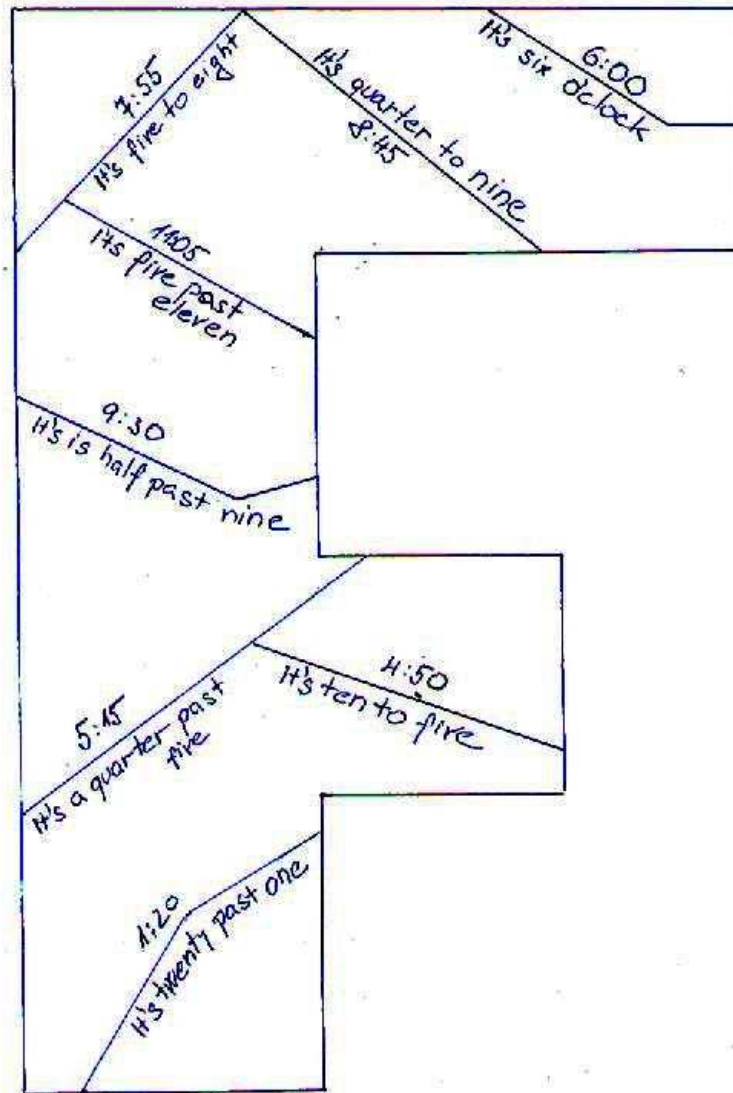 7:55
It's five to eight
It's quarter to nine
8:45
6:00
It's six o'clock
11:05
Its five past
eleven
9:30
It's is half past nine
5:15
It's a quarter past
five
4:50
It's ten to five
1:20
It's twenty past one